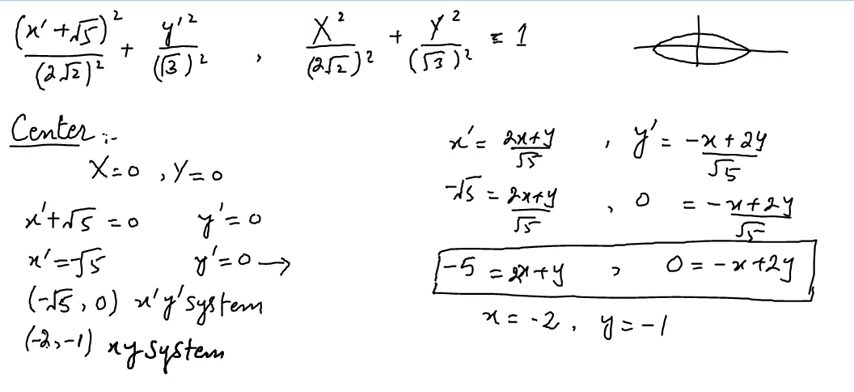 (x' + √5)² / (2√2)² + y'² / (√3)² , X² / (2√2)² + Y² / (√3)² = 1
Center :-
X=0 , Y=0
x'+√5 = 0 y'=0
x'=-√5 y'=0 →
(-√5, 0) x'y' system
(-2,-1) xy system
x' = (2x+y)/√5 , y' = (-x+2y)/√5
-√5 = (2x+y)/√5 , 0 = (-x+2y)/√5
-5 = 2x+y , 0 = -x+2y
x = -2 , y = -1